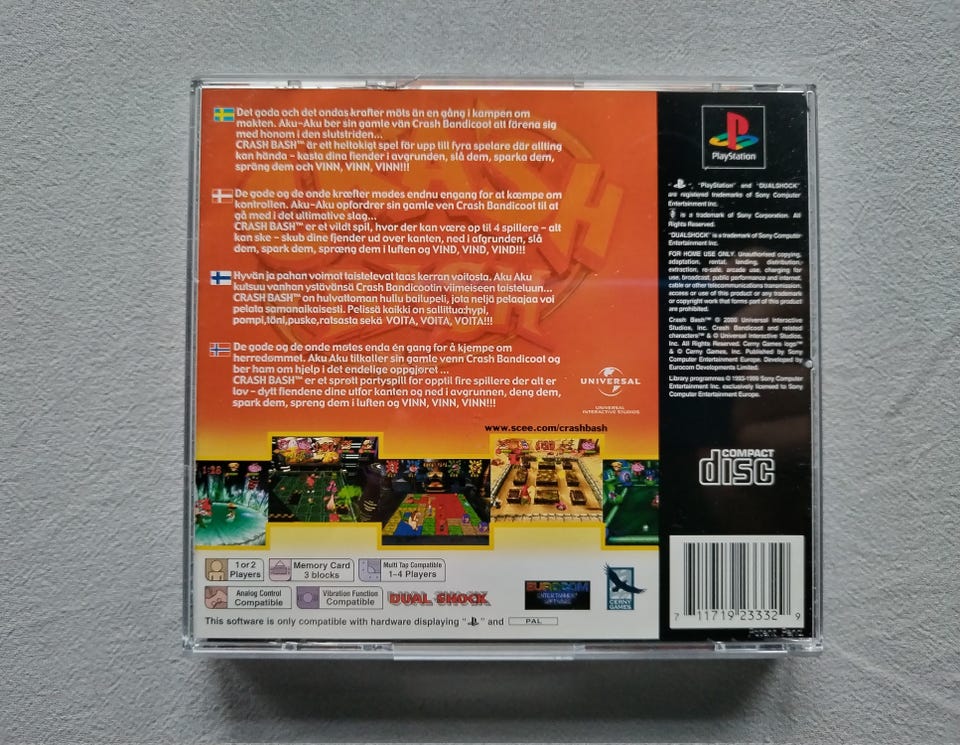 Det goda och det ondas krafter möts än en gång i kampen om
makten. Aku-Aku ber sin gamle vän Crash Bandicoot att förena sig
med honom i den slutstriden...
CRASH BASH™ är ett heltokigt spel för upp till fyra spelare där allting
kan hända – kasta dina fiender i avgrunden, slå dem, sparka dem,
spräng dem och VINN, VINN, VINN!!!
De gode og de onde kræfter mødes endnu engang for at kæmpe om
kontrollen. Aku-Aku opfordrer sin gamle ven Crash Bandicoot til at
gå med i det ultimative slag...
CRASH BASH™ er et vildt spil, hvor der kan være op til 4 spillere – alt
kan ske – skub dine fjender ud over kanten, ned i afgrunden, slå
dem, spark dem, spræng dem i luften og VIND, VIND, VIND!!!
Hyvän ja pahan voimat taistelevat taas kerran voitosta. Aku Aku
kutsuu vanhan ystävänsä Crash Bandicootin viimeiseen taisteluun...
CRASH BASH™ on hulvattoman hullu bailupeli, jota neljä pelaajaa voi
pelata samanaikaisesti. Pelissä kaikki on sallittua:hypi,
pompi,töni,puske,ratsasta sekä VOITA, VOITA, VOITA!!!
De gode og de onde møtes enda én gang for å kjempe om
herredømmet. Aku Aku tilkaller sin gamle venn Crash Bandicoot og
ber ham om hjelp i det endelige oppgjøret ...
CRASH BASH™ er et sprøtt partyspill for opptil fire spillere der alt er
lov – dytt fiendene dine utfor kanten og ned i avgrunnen, deng dem,
spark dem, spreng dem i luften og VINN, VINN, VINN!!!
UNIVERSAL
UNIVERSAL
INTERACTIVE STUDIOS
www.scee.com/crashbash
1:26
1 or 2
Players
Memory Card
3 blocks
Multi Tap Compatible
1-4 Players
Analog Control
Compatible
Vibration Function
Compatible
DUAL SHOCK
EUROCOM
ENTERTAINMENT
SOFTWARE
CERNY
GAMES
This software is only compatible with hardware displaying " " and PAL
PlayStation
" ", "PlayStation" and "DUALSHOCK"
are registered trademarks of Sony Computer
Entertainment Inc.
is a trademark of Sony Corporation. All
Rights Reserved.
"DUALSHOCK" is a trademark of Sony Computer
Entertainment Inc.
FOR HOME USE ONLY. Unauthorised copying,
adaptation, rental, lending, distribution,
extraction, re-sale, arcade use, charging for
use, broadcast, public performance and internet,
cable or other telecommunications transmission,
access or use of this product or any trademark
or copyright work that forms part of this product
are prohibited.
Crash Bash™ © 2000 Universal Interactive
Studios, Inc. Crash Bandicoot and related
characters™ & © Universal Interactive Studios,
Inc. All Rights Reserved. Cerny Games logo™
& © Cerny Games, Inc. Published by Sony
Computer Entertainment Europe. Developed by
Eurocom Developments Limited.
Library programmes © 1993-1999 Sony Computer
Entertainment Inc. exclusively licensed to Sony
Computer Entertainment Europe.
COMPACT
disc
7 11719 23332 9